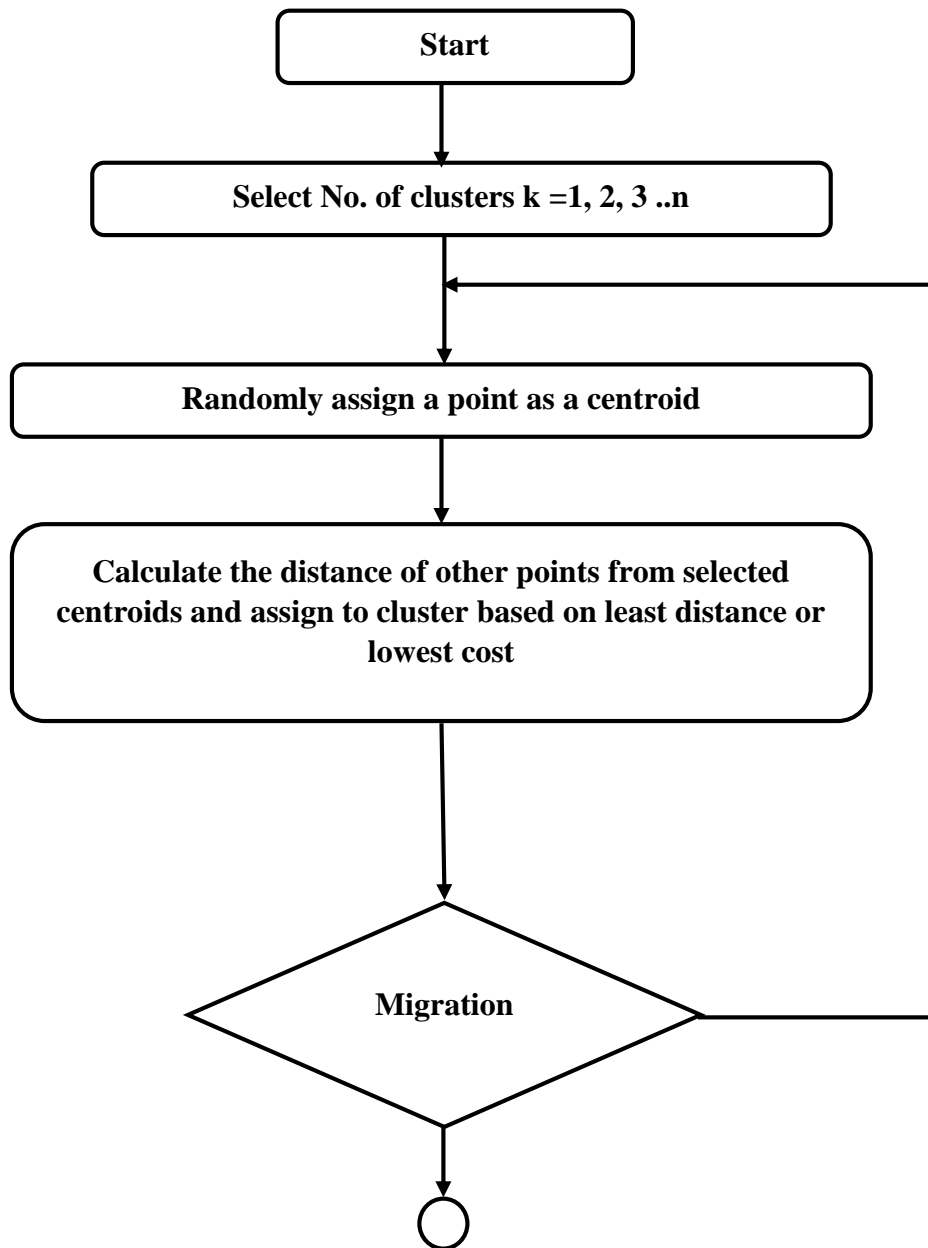 Start
Select No. of clusters k =1, 2, 3 ..n
Randomly assign a point as a centroid
Calculate the distance of other points from selected
centroids and assign to cluster based on least distance or
lowest cost
Migration